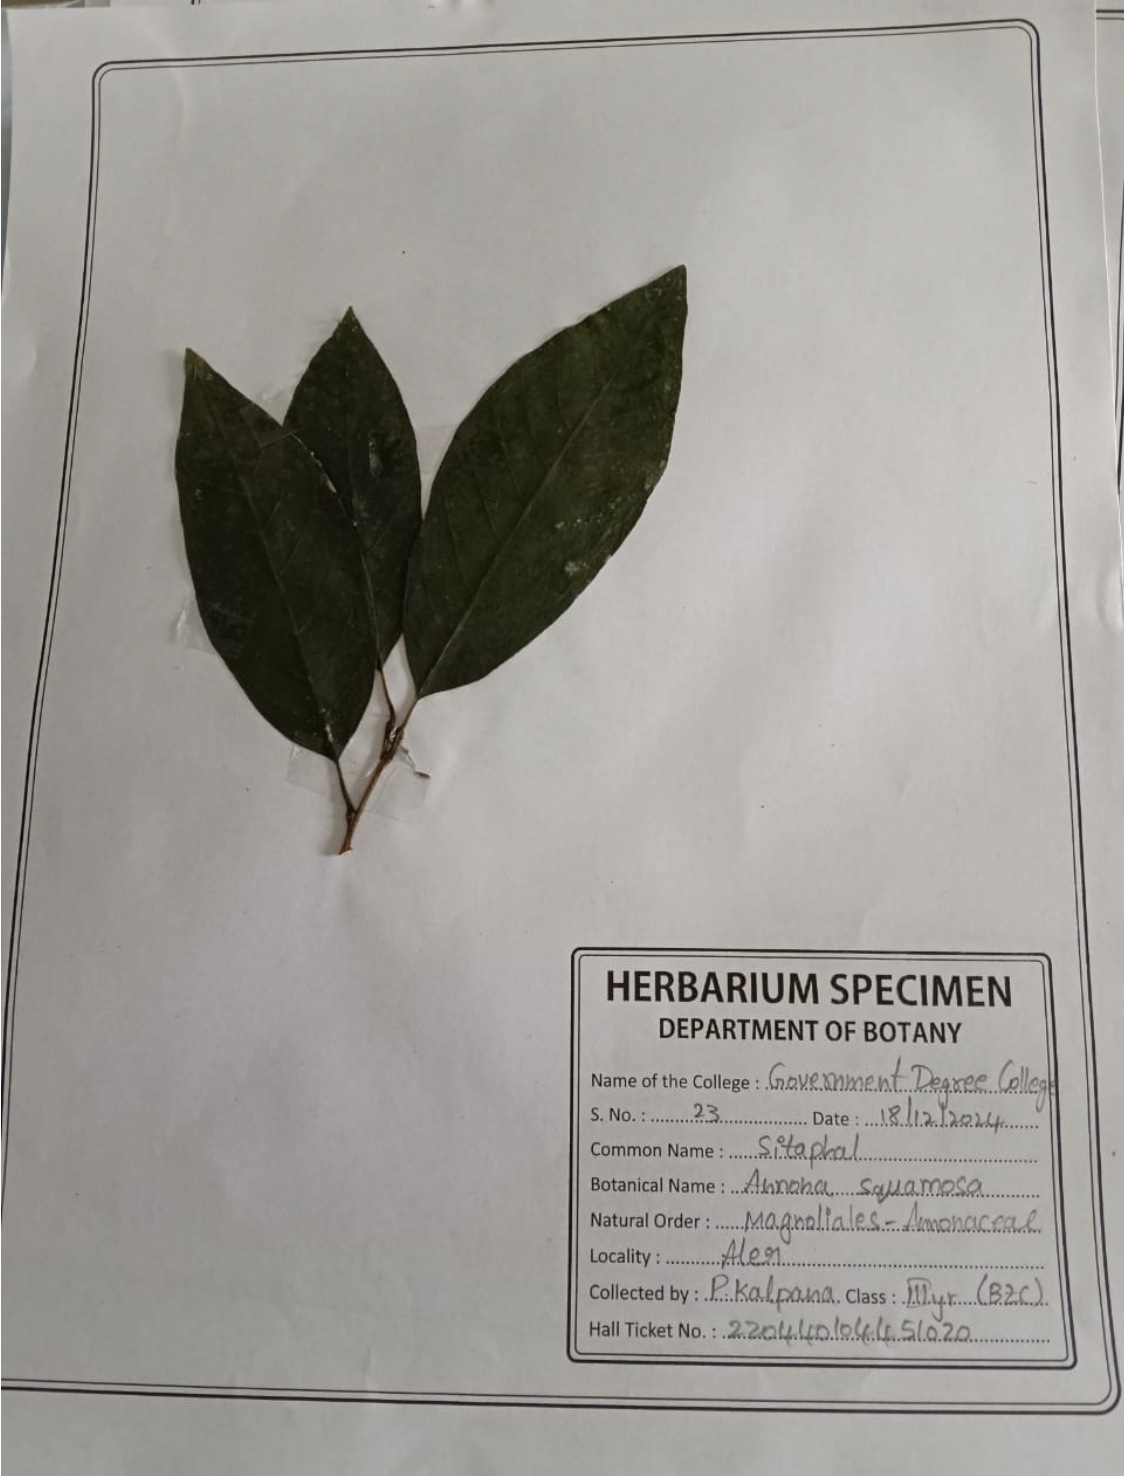 HERBARIUM SPECIMEN
DEPARTMENT OF BOTANY
Name of the College : Government Degree College
S. No. : 23 Date : 18/12/2024
Common Name : Sitaphal
Botanical Name : Annona squamosa
Natural Order : Magnoliales - Annonaceae
Locality : Aler
Collected by : P. Kalpana Class : III yr (BZC)
Hall Ticket No. :